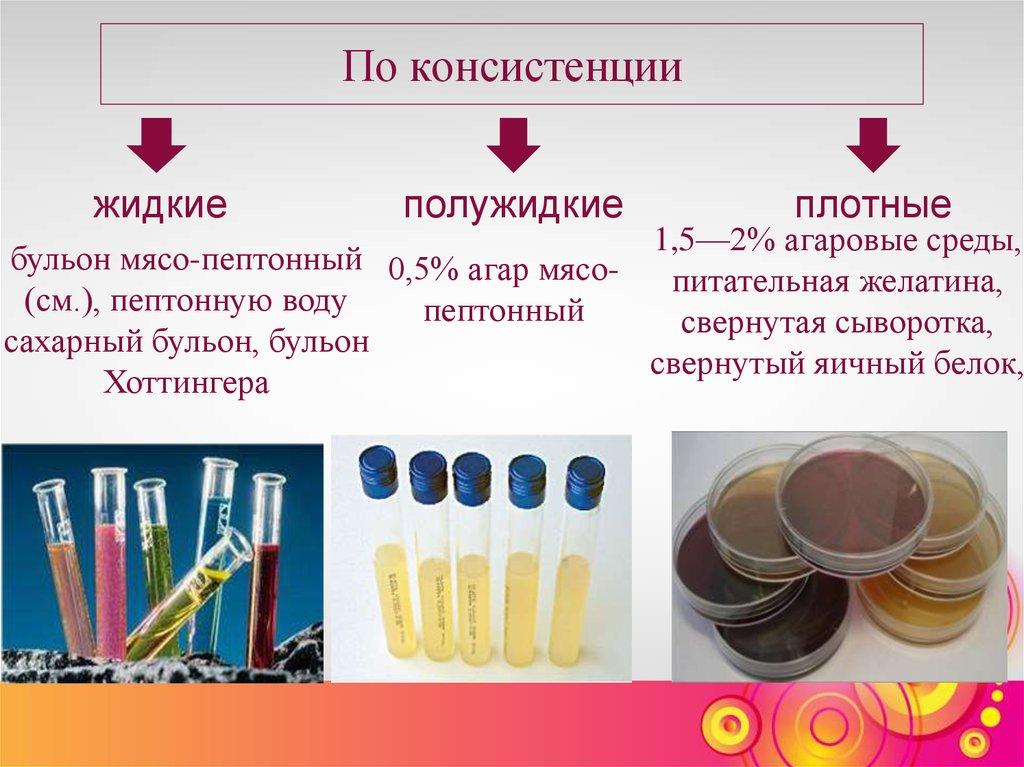 По консистенции
жидкие
бульон мясо-пептонный
(см.), пептонную воду
сахарный бульон, бульон
Хоттингера
полужидкие
0,5% агар мясо-
пептонный
плотные
1,5—2% агаровые среды,
питательная желатина,
свернутая сыворотка,
свернутый яичный белок,